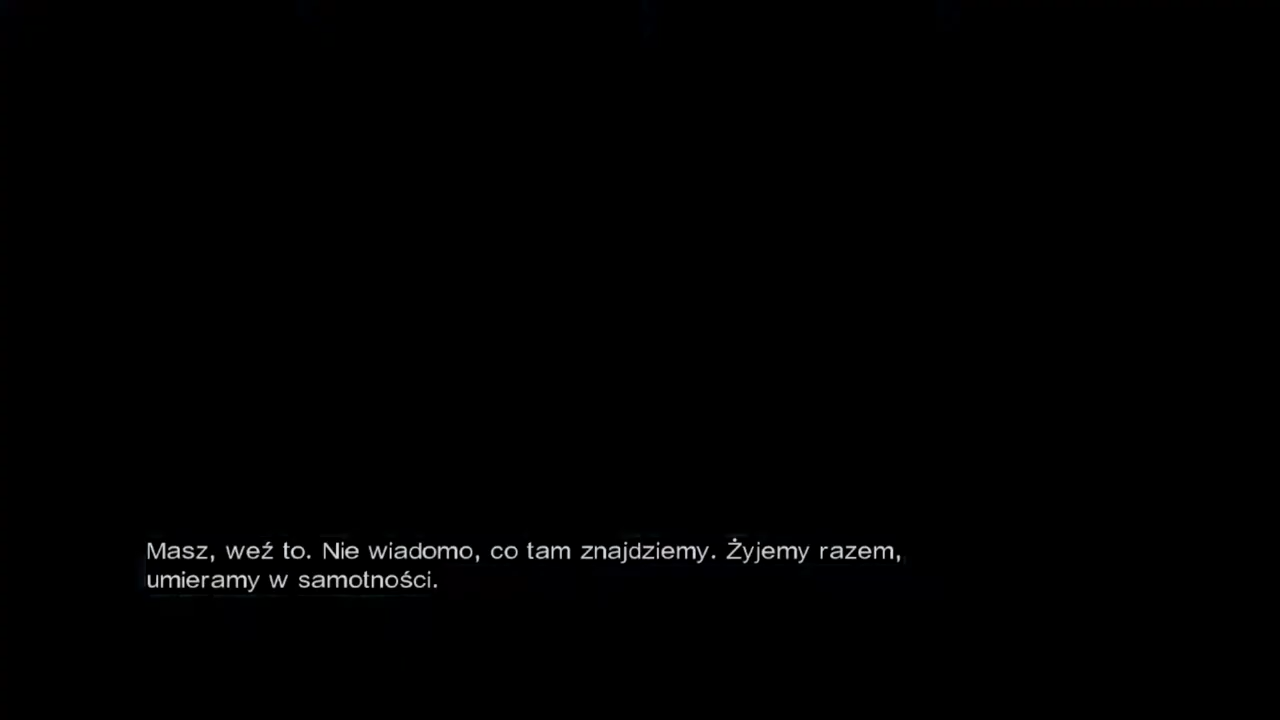 Masz, weź to. Nie wiadomo, co tam znajdziemy. Żyjemy razem,
umieramy w samotności.